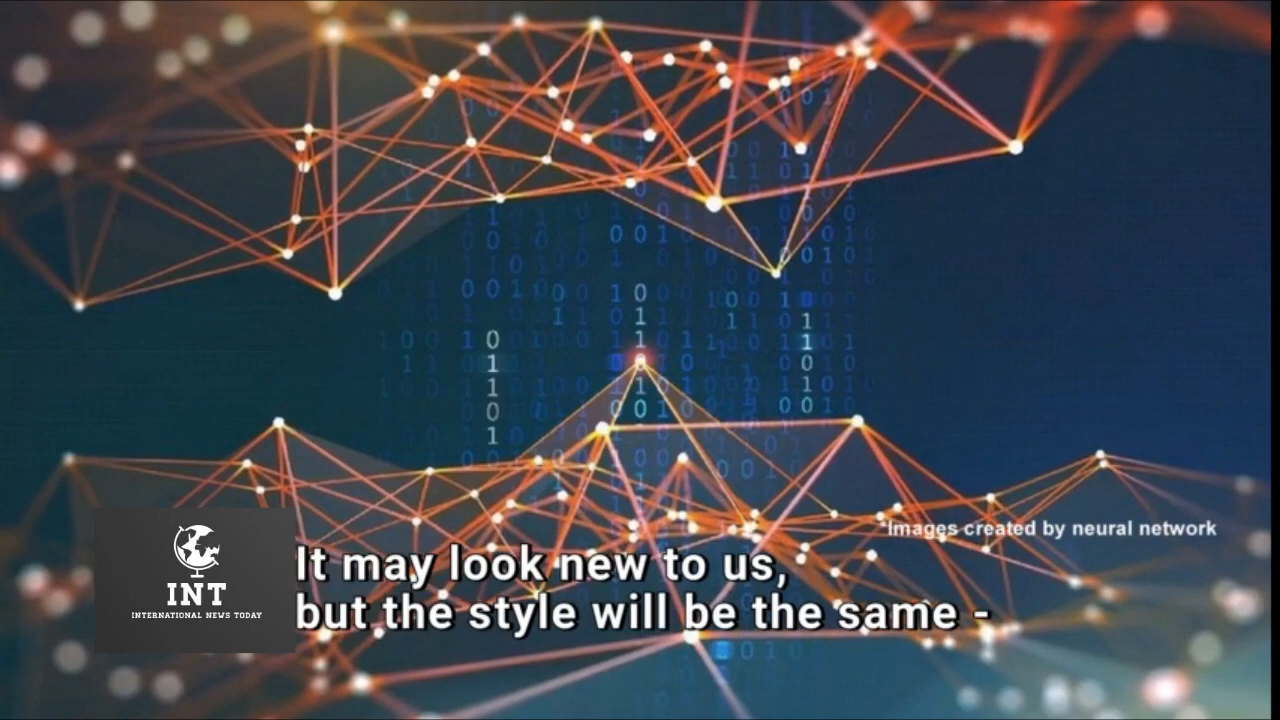 *Images created by neural network
It may look new to us,
but the style will be the same -
INT
INTERNATIONAL NEWS TODAY